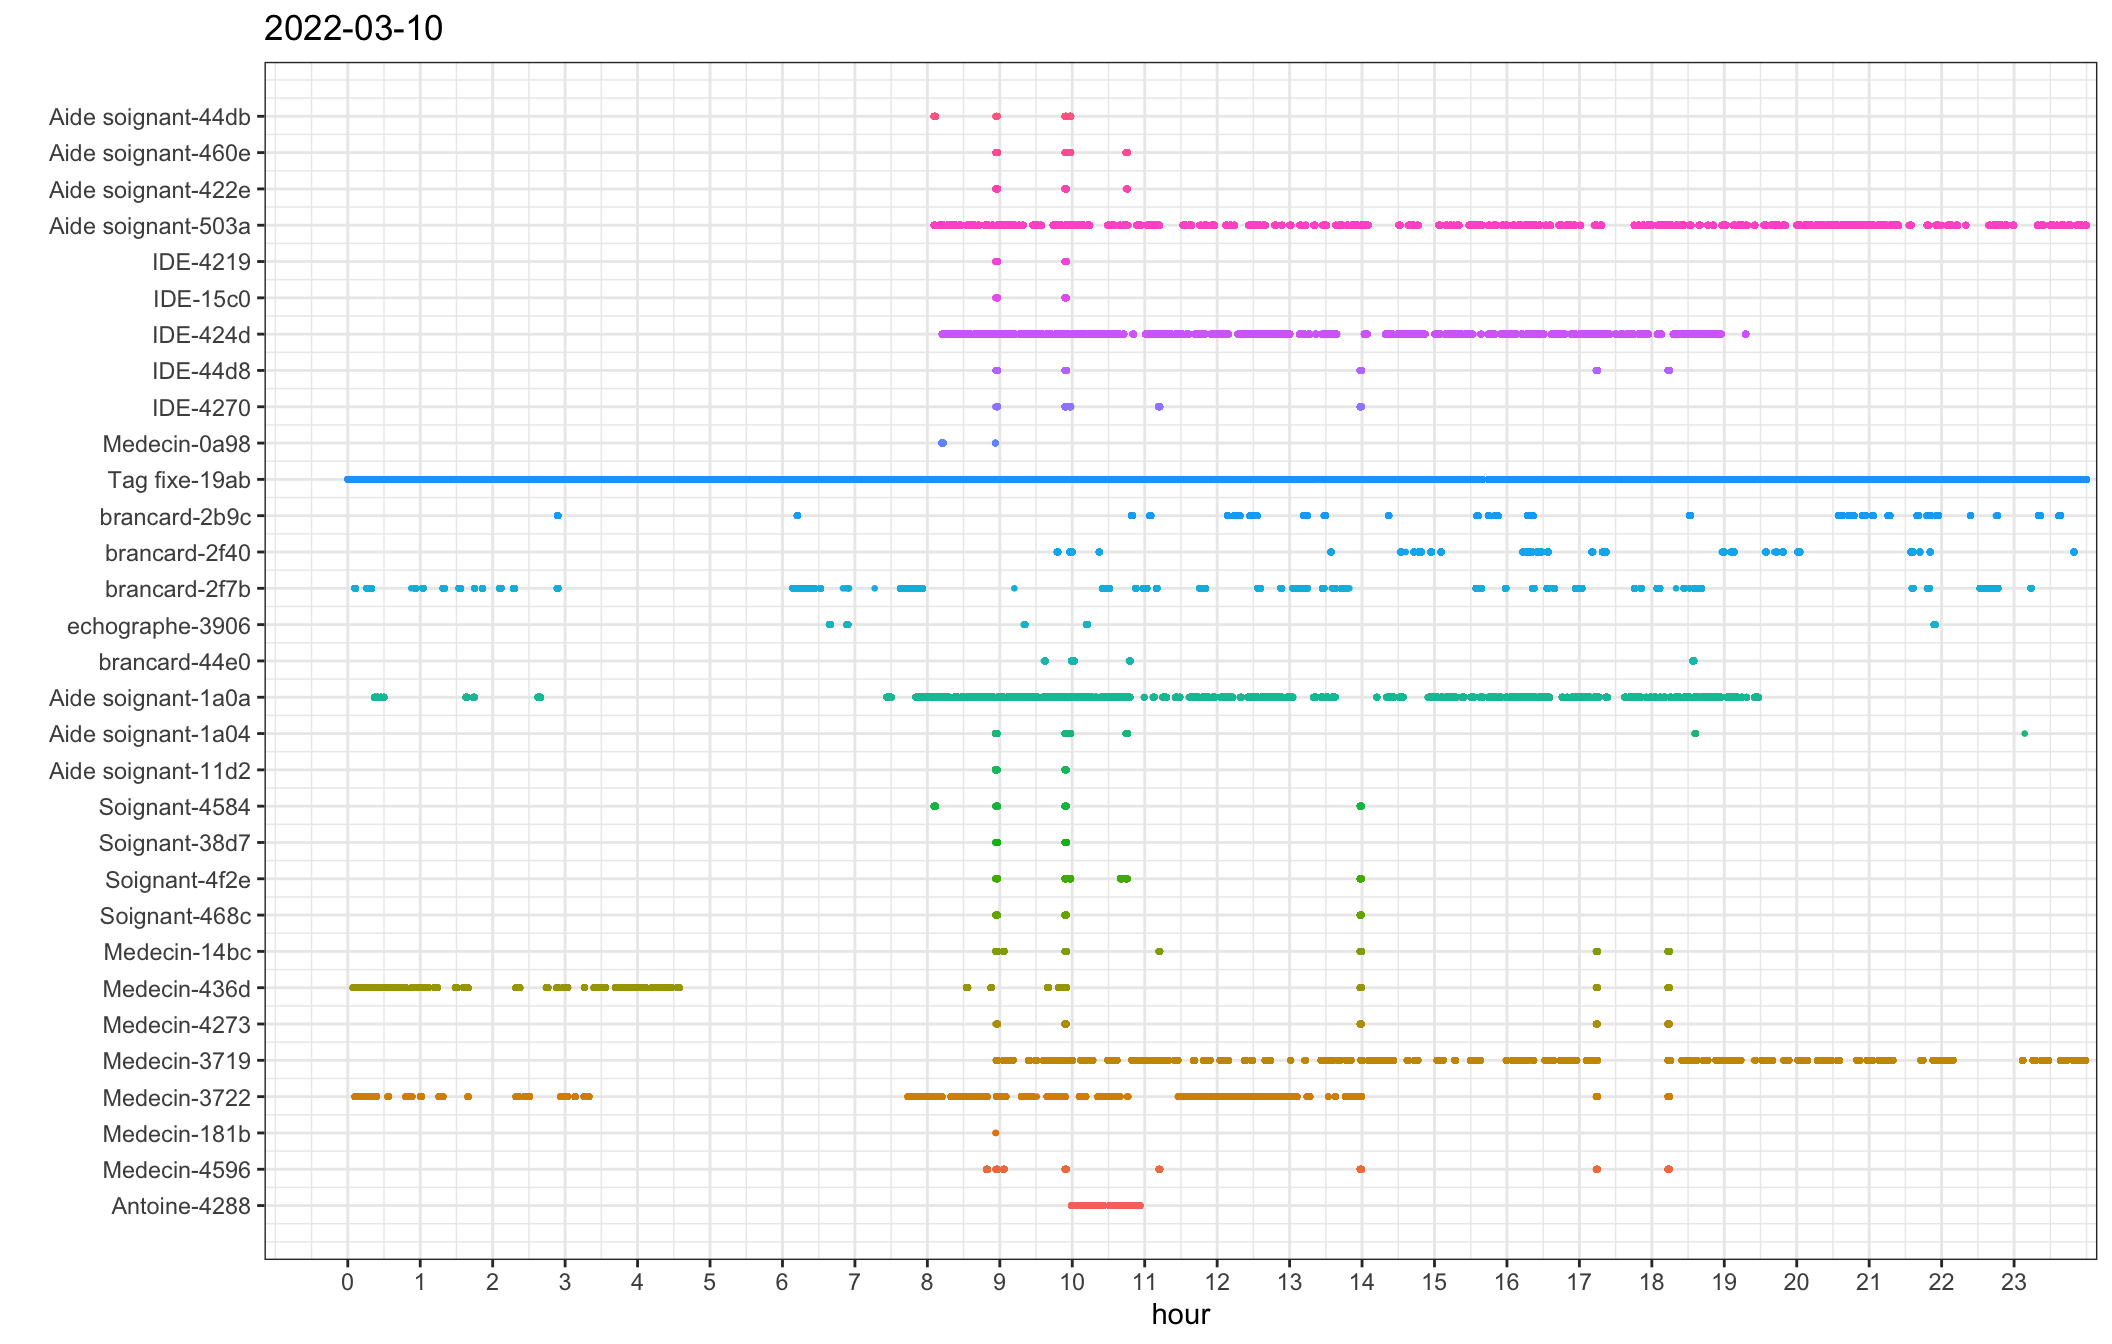 2022-03-10
Aide soignant-44db
Aide soignant-460e
Aide soignant-422e
Aide soignant-503a
IDE-4219
IDE-15c0
IDE-424d
IDE-44d8
IDE-4270
Medecin-0a98
Tag fixe-19ab
brancard-2b9c
brancard-2f40
brancard-2f7b
echographe-3906
brancard-44e0
Aide soignant-1a0a
Aide soignant-1a04
Aide soignant-11d2
Soignant-4584
Soignant-38d7
Soignant-4f2e
Soignant-468c
Medecin-14bc
Medecin-436d
Medecin-4273
Medecin-3719
Medecin-3722
Medecin-181b
Medecin-4596
Antoine-4288
0 1 2 3 4 5 6 7 8 9 10 11 12 13 14 15 16 17 18 19 20 21 22 23
hour